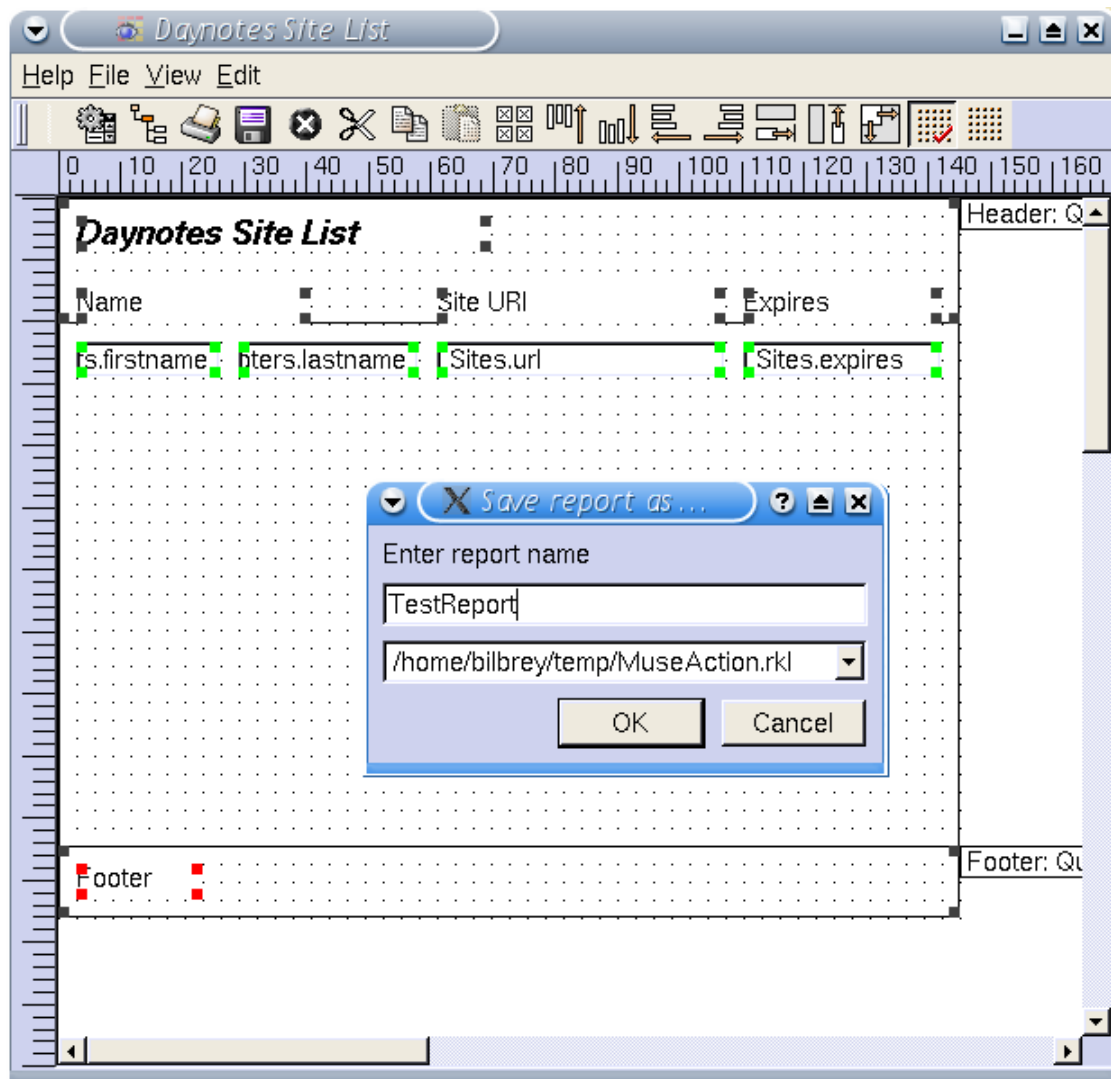 Daynotes Site List
Help File View Edit
0 10 20 30 40 50 60 70 80 90 100 110 120 130 140 150 160
Header: Q
Daynotes Site List
Name Site URI Expires
rs.firstname nters.lastname Sites.url Sites.expires
Save report as...
Enter report name
TestReport
/home/bilbrey/temp/MuseAction.rkl
OK Cancel
Footer Footer: Qu